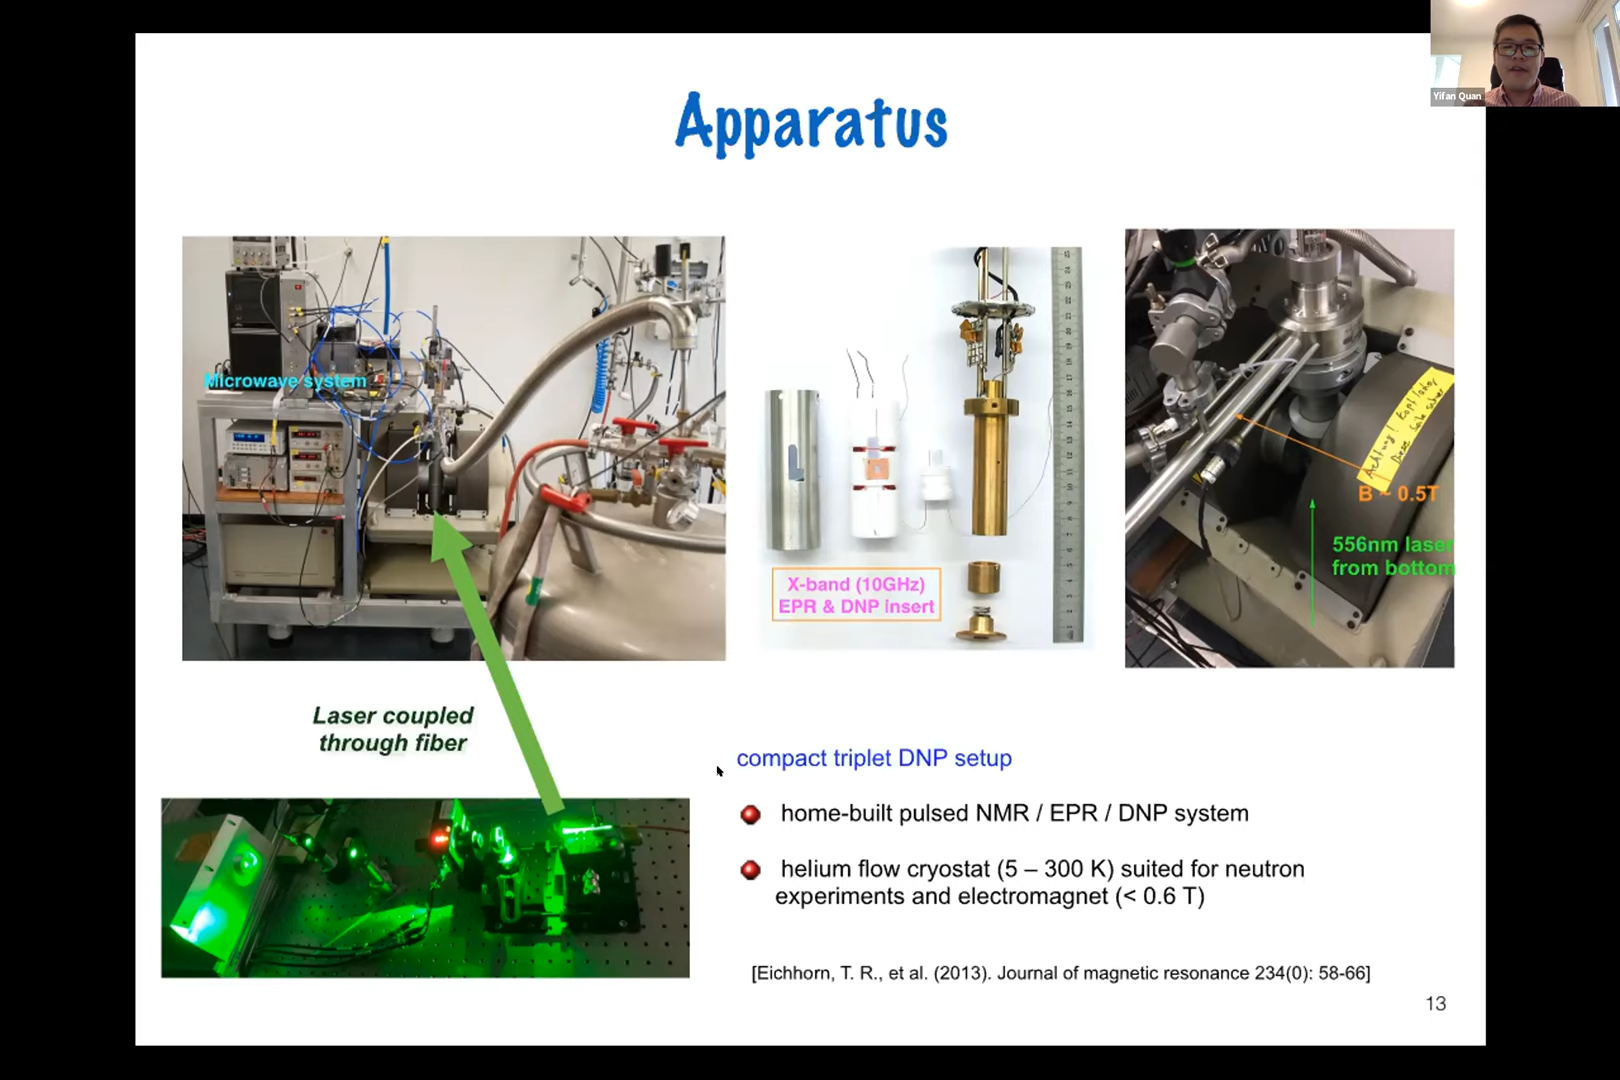 Yifan Quan
Apparatus
Microwave system
X-band (10GHz)
EPR & DNP insert
Achtung!
B ~ 0.5T
556nm laser
from bottom
Laser coupled
through fiber
compact triplet DNP setup
home-built pulsed NMR / EPR / DNP system
helium flow cryostat (5 – 300 K) suited for neutron
experiments and electromagnet (< 0.6 T)
[Eichhorn, T. R., et al. (2013). Journal of magnetic resonance 234(0): 58-66]
13